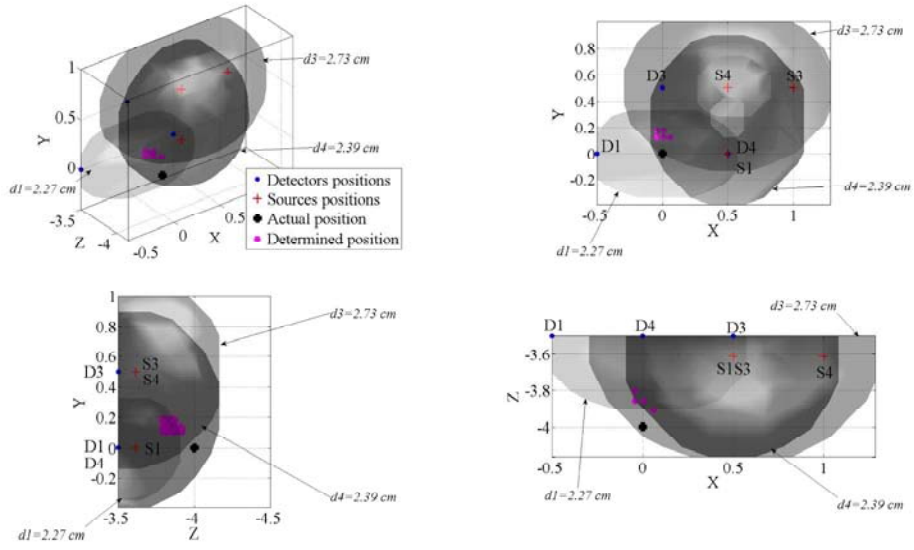 d3=2.73 cm
1
0.5
0
Y
d1=2.27 cm
d4=2.39 cm
-3.5
Z
-4
-0.5
0
X
0.5
Detectors positions
Sources positions
Actual position
Determined position
0.8
0.6
0.4
0.2
0
-0.2
Y
D3
S4
S3
D1
D4
S1
d3=2.73 cm
d4=2.39 cm
d1=2.27 cm
-0.5
0
0.5
1
X
1
0.8
0.6
0.4
0.2
0
-0.2
Y
D3
S3
S4
D1
D4
S1
d3=2.73 cm
d4=2.39 cm
d1=2.27 cm
-3.5
-4
-4.5
Z
D1
D4
D3
d3=2.73 cm
-3.6
-3.8
-4
Z
S1S3
S4
d1=2.27 cm
d4=2.39 cm
-0.5
0
0.5
1
X